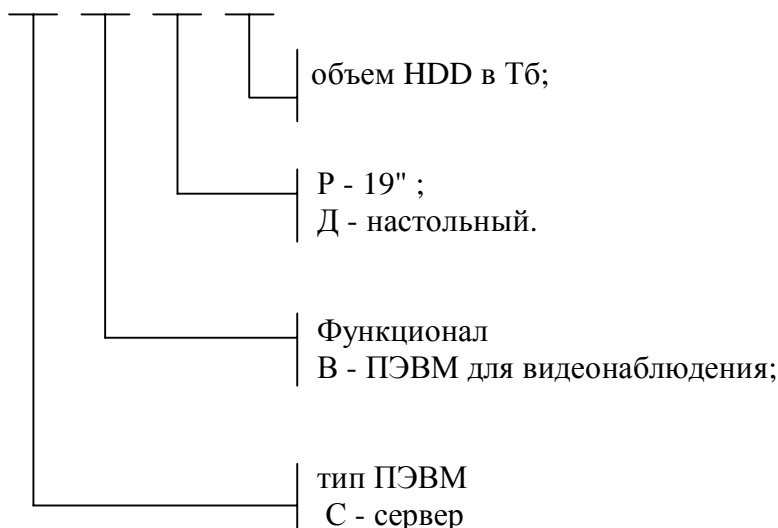 объем HDD в Тб;
Р - 19" ;
Д - настольный.
Функционал
В - ПЭВМ для видеонаблюдения;
тип ПЭВМ
С - сервер